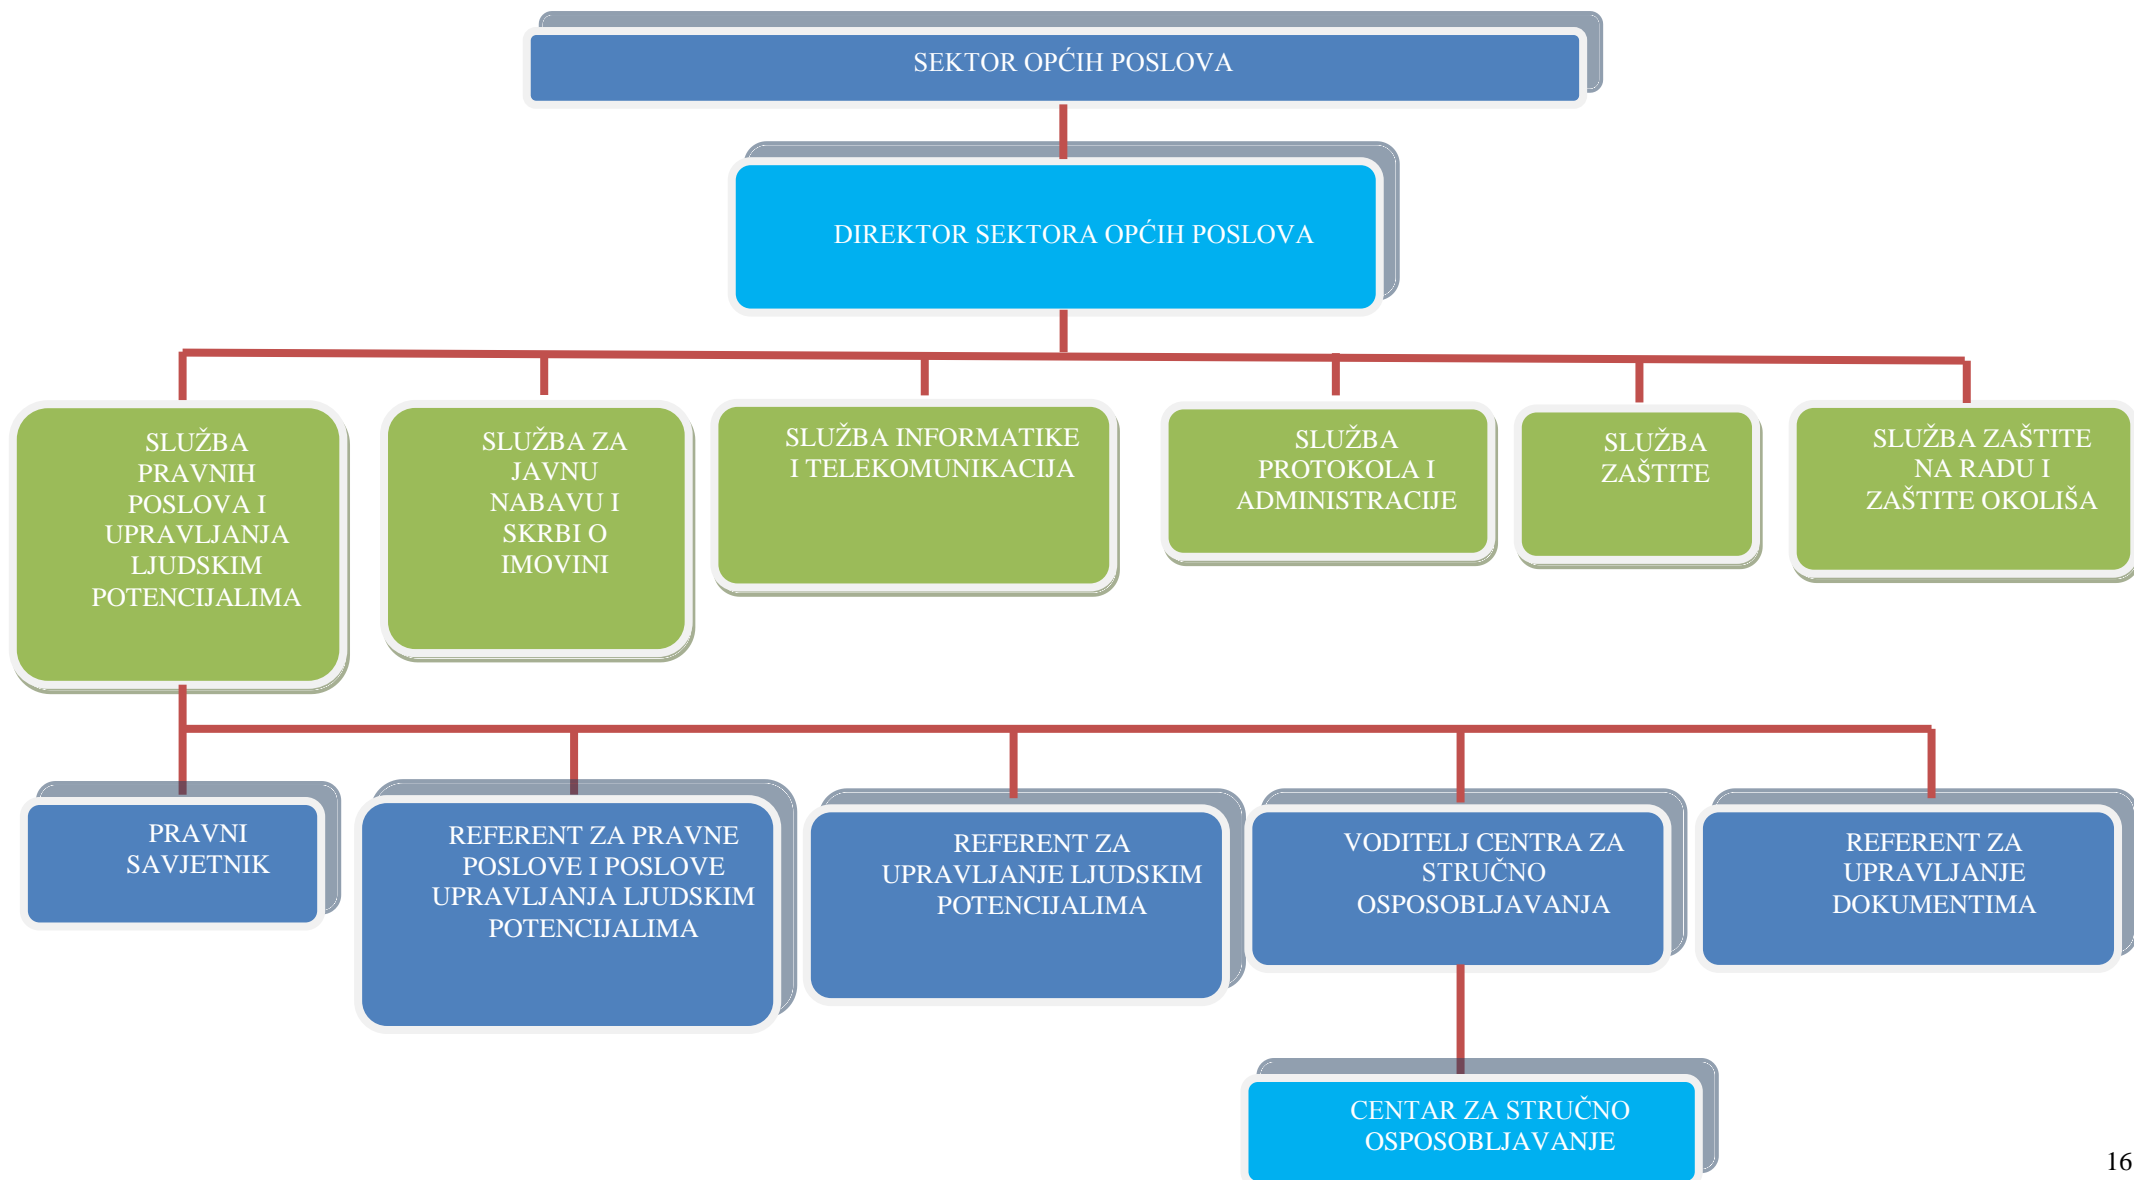 SEKTOR OPĆIH POSLOVA
DIREKTOR SEKTORA OPĆIH POSLOVA
SLUŽBA
PRAVNIH
POSLOVA I
UPRAVLJANJA
LJUDSKIM
POTENCIJALIMA
SLUŽBA ZA
JAVNU
NABAVU I
SKRBI O
IMOVINI
SLUŽBA INFORMATIKE
I TELEKOMUNIKACIJA
SLUŽBA
PROTOKOLA I
ADMINISTRACIJE
SLUŽBA
ZAŠTITE
SLUŽBA ZAŠTITE
NA RADU I
ZAŠTITE OKOLIŠA
PRAVNI
SAVJETNIK
REFERENT ZA PRAVNE
POSLOVE I POSLOVE
UPRAVLJANJA LJUDSKIM
POTENCIJALIMA
REFERENT ZA
UPRAVLJANJE LJUDSKIM
POTENCIJALIMA
VODITELJ CENTRA ZA
STRUČNO
OSPOSOBLJAVANJA
REFERENT ZA
UPRAVLJANJE
DOKUMENTIMA
CENTAR ZA STRUČNO
OSPOSOBLJAVANJE
16